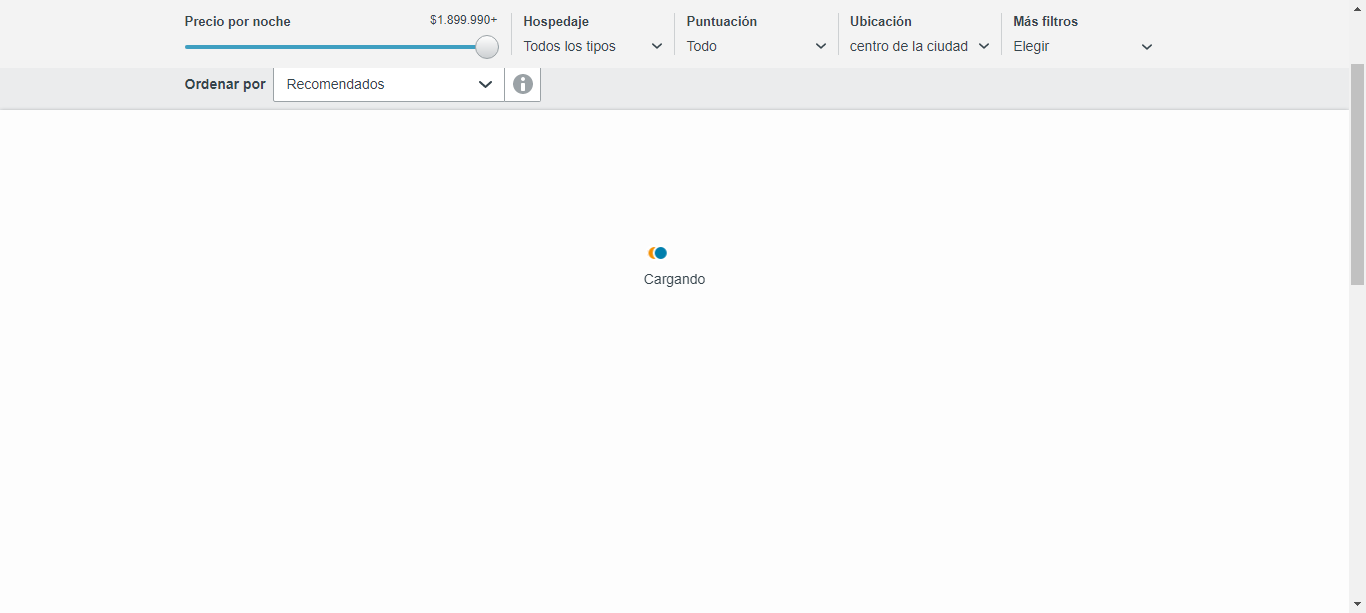 Precio por noche $1.899.990+ Hospedaje Puntuación Ubicación Más filtros
Todos los tipos Todo centro de la ciudad Elegir
Ordenar por Recomendados
Cargando